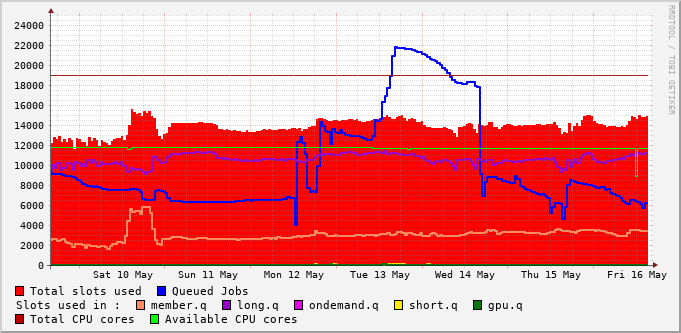 RRDTOOL / TOBI OETIKER
24000
22000
20000
18000
16000
14000
12000
10000
8000
6000
4000
2000
0
Sat 10 May Sun 11 May Mon 12 May Tue 13 May Wed 14 May Thu 15 May Fri 16 May
Total slots used Queued Jobs
Slots used in : member.q long.q ondemand.q short.q gpu.q
Total CPU cores Available CPU cores